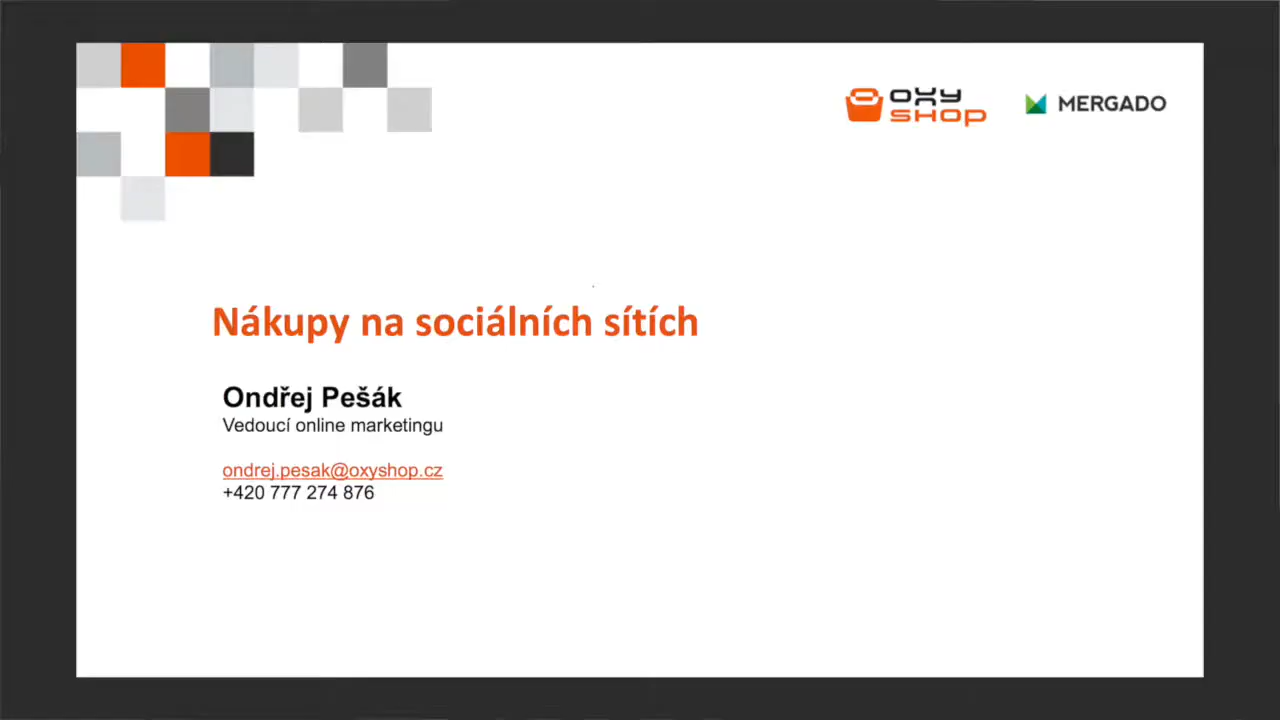 OXY
SHOP
MERGADO
Nákupy na sociálních sítích
Ondřej Pešák
Vedoucí online marketingu
ondrej.pesak@oxyshop.cz
+420 777 274 876